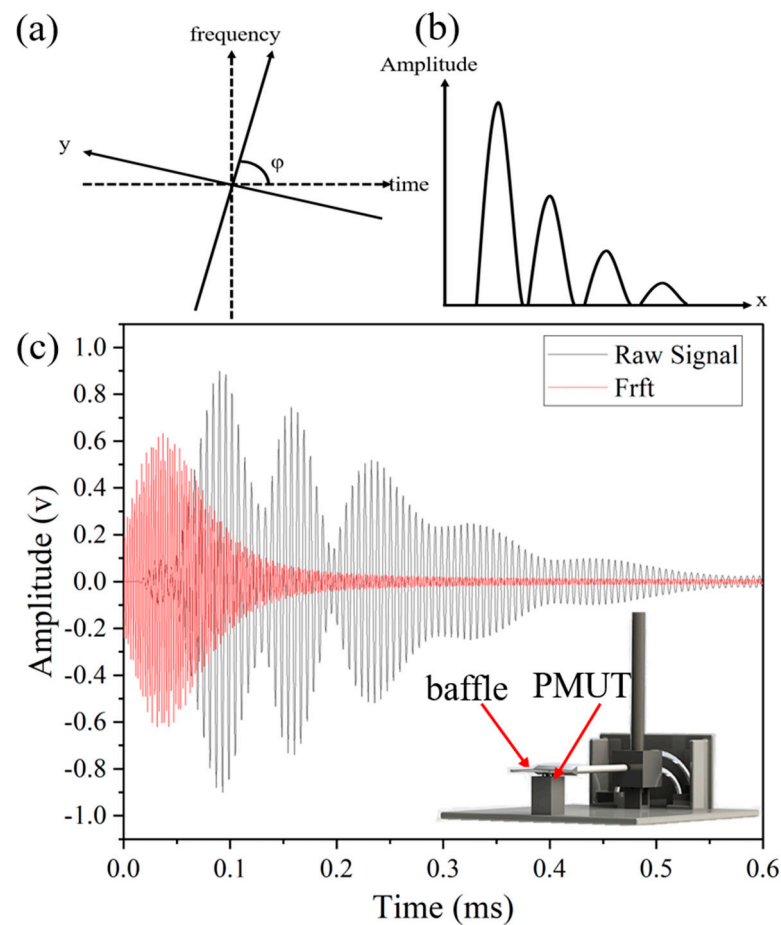 (a)
frequency
y
φ
time
(b)
Amplitude
x
(c)
Raw Signal
Frft
1.0
0.8
0.6
0.4
0.2
0.0
-0.2
-0.4
-0.6
-0.8
-1.0
Amplitude (v)
baffle PMUT
0.0 0.1 0.2 0.3 0.4 0.5 0.6
Time (ms)